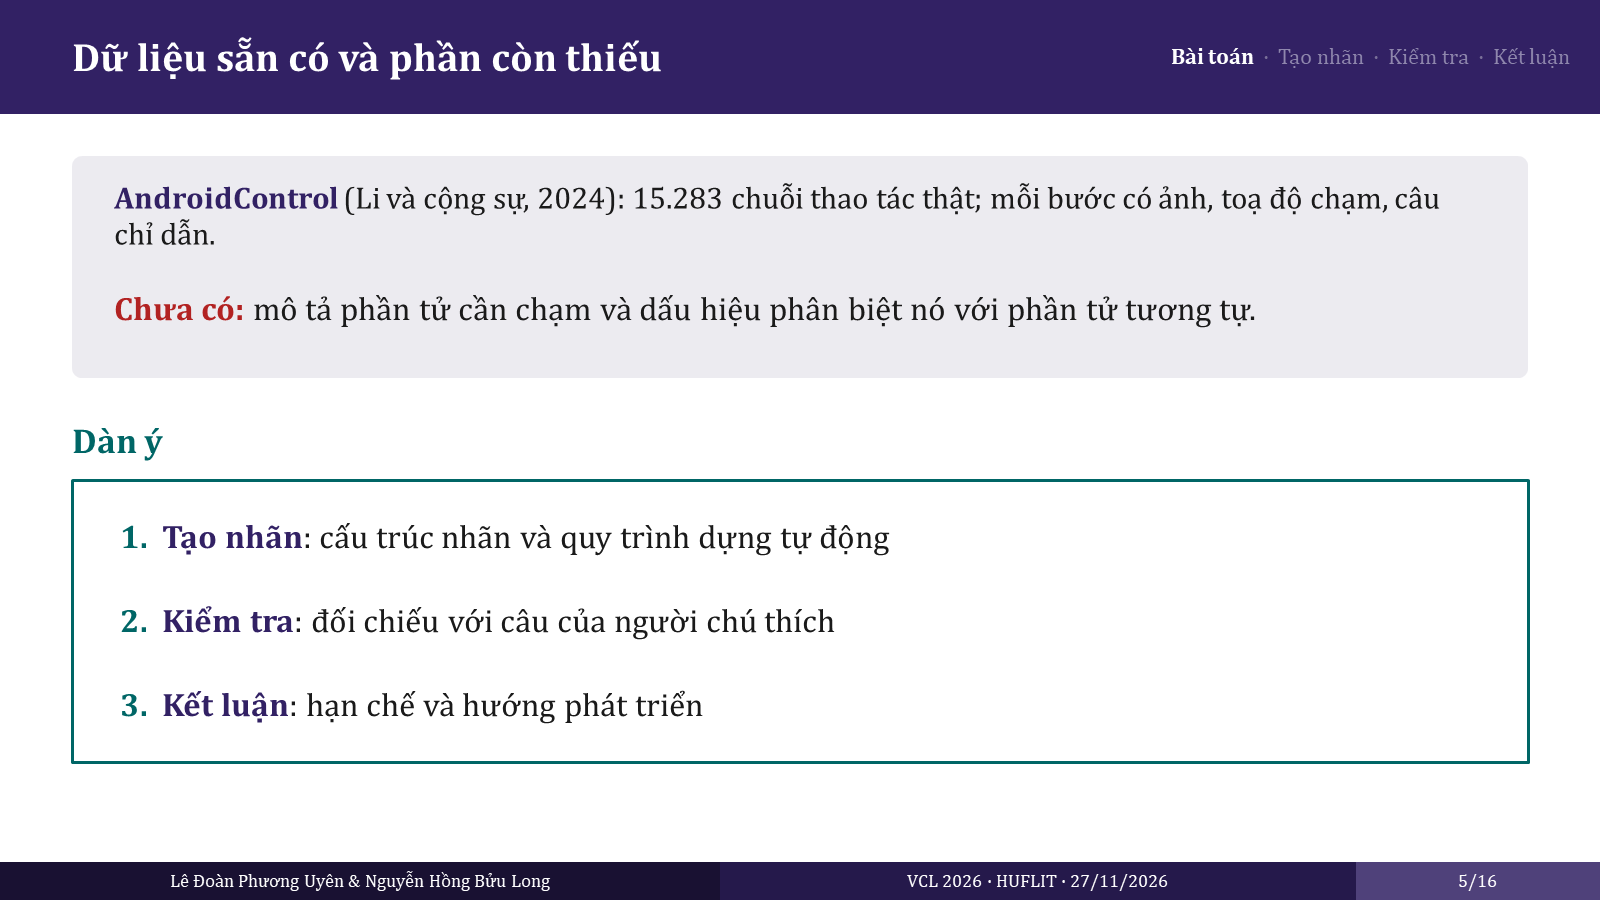 Dữ liệu sẵn có và phần còn thiếu
Bài toán · Tạo nhãn · Kiểm tra · Kết luận
AndroidControl (Li và cộng sự, 2024): 15.283 chuỗi thao tác thật; mỗi bước có ảnh, toạ độ chạm, câu
chỉ dẫn.
Chưa có: mô tả phần tử cần chạm và dấu hiệu phân biệt nó với phần tử tương tự.
Dàn ý
1. Tạo nhãn: cấu trúc nhãn và quy trình dựng tự động
2. Kiểm tra: đối chiếu với câu của người chú thích
3. Kết luận: hạn chế và hướng phát triển
Lê Đoàn Phương Uyên & Nguyễn Hồng Bửu Long
VCL 2026 · HUFLIT · 27/11/2026
5/16